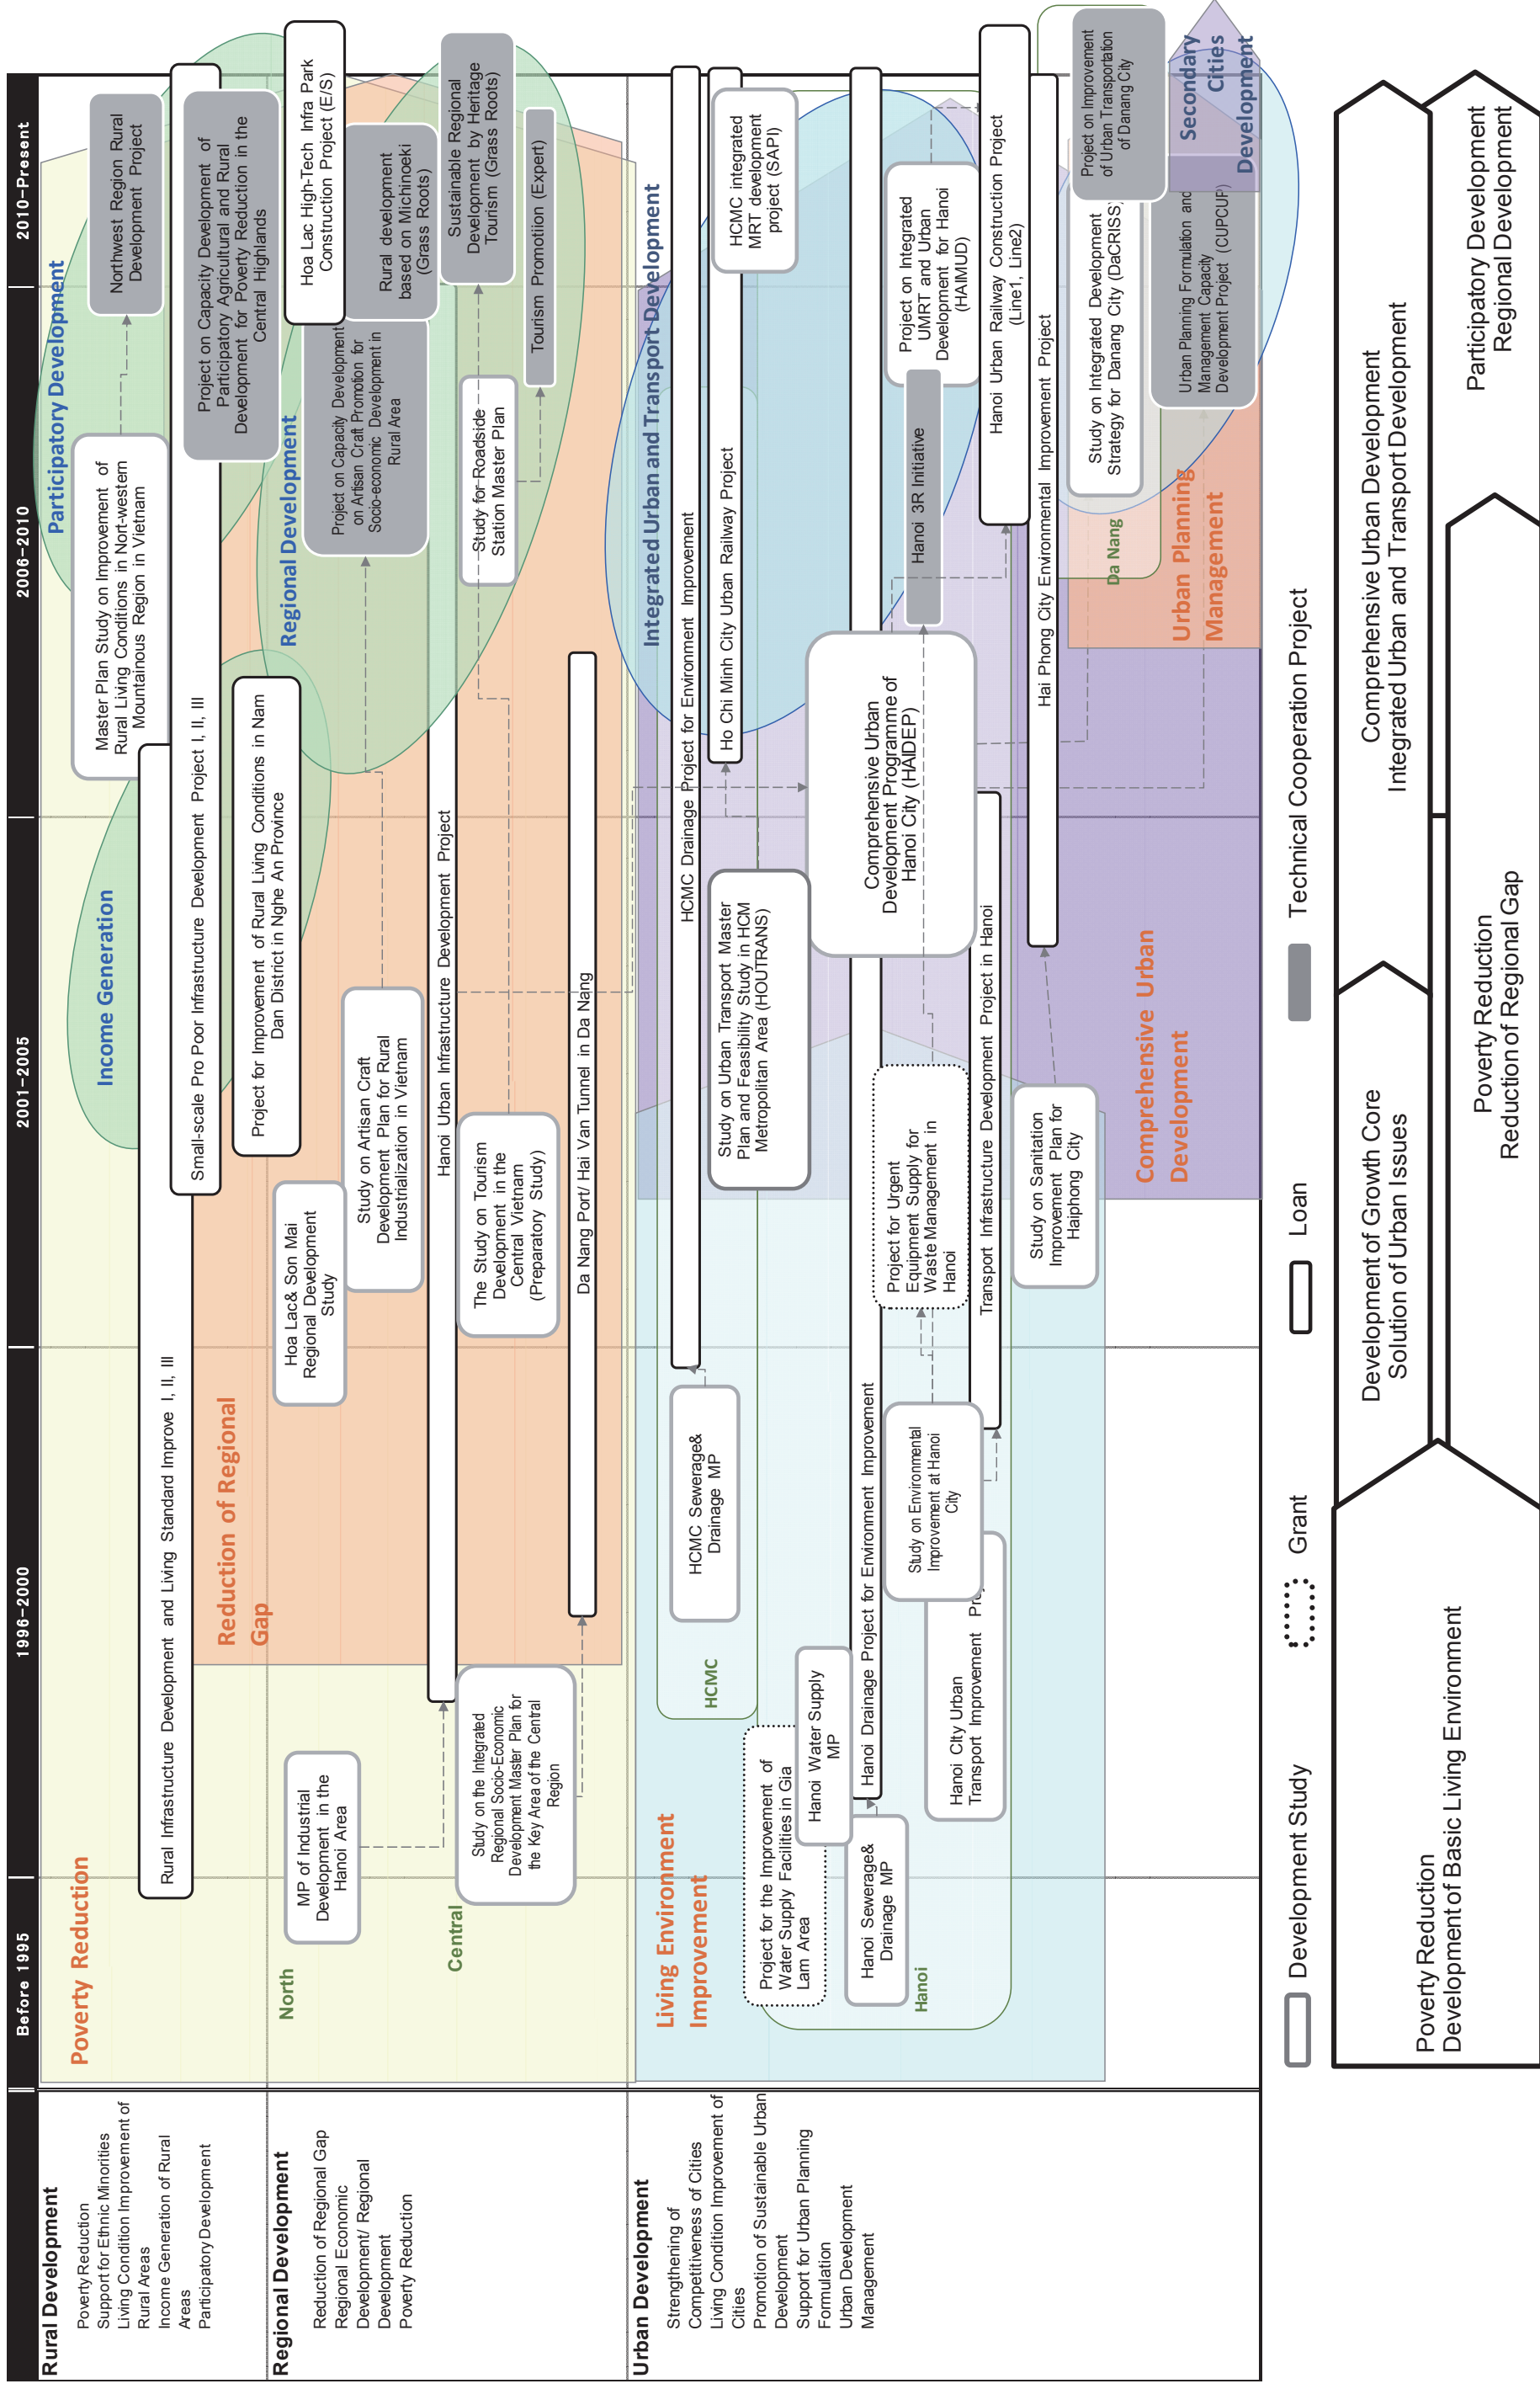 Before 1995
1996-2000
2001-2005
2006-2010
2010-Present
Rural Development
Poverty Reduction
Support for Ethnic Minorities
Living Condition Improvement of
Rural Areas
Income Generation of Rural
Areas
Participatory Development
Regional Development
Reduction of Regional Gap
Regional Economic
Development/ Regional
Development
Poverty Reduction
Urban Development
Strengthening of
Competitiveness of Cities
Living Condition Improvement of
Cities
Promotion of Sustainable Urban
Development
Support for Urban Planning
Formulation
Urban Development
Management
Poverty Reduction
Income Generation
Participatory Development
Master Plan Study on Improvement of
Rural Living Conditions in Nort-western
Mountainous Region in Vietnam
Northwest Region Rural
Development Project
Rural Infrastructure Development and Living Standard Improve I, II, III
Small-scale Pro Poor Infrastructure Development Project I, II, III
Project on Capacity Development of
Participatory Agricultural and Rural
Development for Poverty Reduction in the
Central Highlands
Project for Improvement of Rural Living Conditions in Nam
Dan District in Nghe An Province
Reduction of Regional
Gap
Regional Development
North
MP of Industrial
Development in the
Hanoi Area
Hoa Lac& Son Mai
Regional Development
Study
Hoa Lac High-Tech Infra Park
Construction Project (E/S)
Study on Artisan Craft
Development Plan for Rural
Industrialization in Vietnam
Project on Capacity Development
on Artisan Craft Promotion for
Socio-economic Development in
Rural Area
Rural development
based on Michinoeki
(Grass Roots)
Hanoi Urban Infrastructure Development Project
Central
Study on the Integrated
Regional Socio-Economic
Development Master Plan for
the Key Area of the Central
Region
The Study on Tourism
Development in the
Central Vietnam
(Preparatory Study)
Study for Roadside
Station Master Plan
Sustainable Regional
Development by Heritage
Tourism (Grass Roots)
Tourism Promotiion (Expert)
Da Nang Port/ Hai Van Tunnel in Da Nang
Living Environment
Improvement
Integrated Urban and Transport Development
HCMC
HCMC Sewerage&
Drainage MP
HCMC Drainage Project for Environment Improvement
Study on Urban Transport Master
Plan and Feasibility Study in HCM
Metropolitan Area (HOUTRANS)
Ho Chi Minh City Urban Railway Project
HCMC integrated
MRT development
project (SAPI)
Project for the Improvement of
Water Supply Facilities in Gia
Lam Area
Hanoi Water Supply
MP
Hanoi Sewerage&
Drainage MP
Hanoi Drainage Project for Environment Improvement
Hanoi
Comprehensive Urban
Development Programme of
Hanoi City (HAIDEP)
Project for Urgent
Equipment Supply for
Waste Management in
Hanoi
Study on Environmental
Improvement at Hanoi
City
Hanoi 3R Initiative
Project on Integrated
UMRT and Urban
Development for Hanoi
(HAIMUD)
Hanoi CIty Urban
Transport Improvement Pro
Transport Infrastructure Development Project in Hanoi
Hanoi Urban Railway Construction Project
(Line1, Line2)
Study on Sanitation
Improvement Plan for
Haiphong City
Hai Phong City Environmental Improvement Project
Da Nang
Study on Integrated Development
Strategy for Danang City (DaCRISS)
Project on Improvement
of Urban Transportation
of Danang City
Comprehensive Urban
Development
Urban Planning
Management
Urban Planning Formulation and
Management Capacity
Development Project (CUPCUP)
Secondary
Cities
Development
Development Study
Grant
Loan
Technical Cooperation Project
Poverty Reduction
Development of Basic Living Environment
Development of Growth Core
Solution of Urban Issues
Comprehensive Urban Development
Integrated Urban and Transport Development
Poverty Reduction
Reduction of Regional Gap
Participatory Development
Regional Development